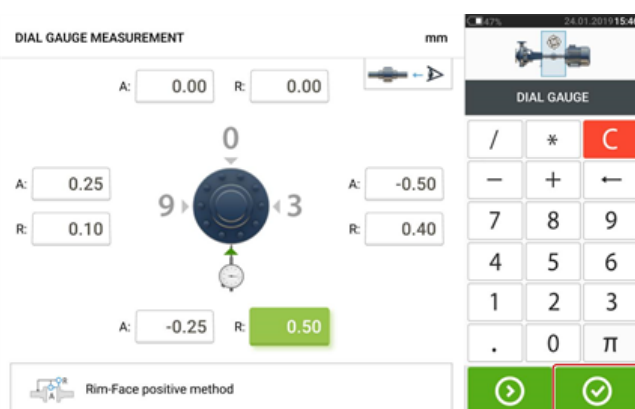 DIAL GAUGE MEASUREMENT mm
47% 24.01.2019 15:46
A: 0.00 R: 0.00
DIAL GAUGE
0
A: 0.25
R: 0.10
9 3
A: -0.50
R: 0.40
A: -0.25 R: 0.50
Rim-Face positive method
A R
/ * C
− + ←
7 8 9
4 5 6
1 2 3
. 0 π